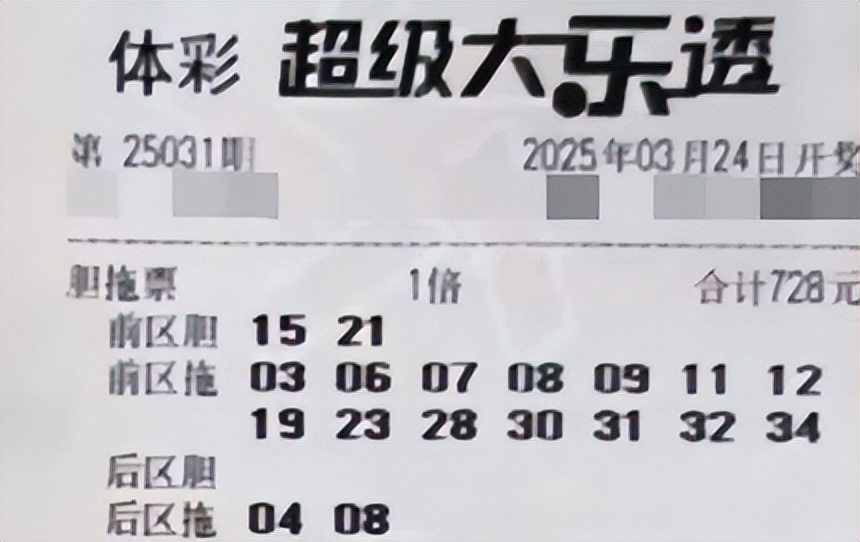 体彩 超级大乐透
第 25031期 2025年03月24日开奖
胆拖票 1倍 合计728元
前区胆 15 21
前区拖 03 06 07 08 09 11 12
19 23 28 30 31 32 34
后区胆
后区拖 04 08